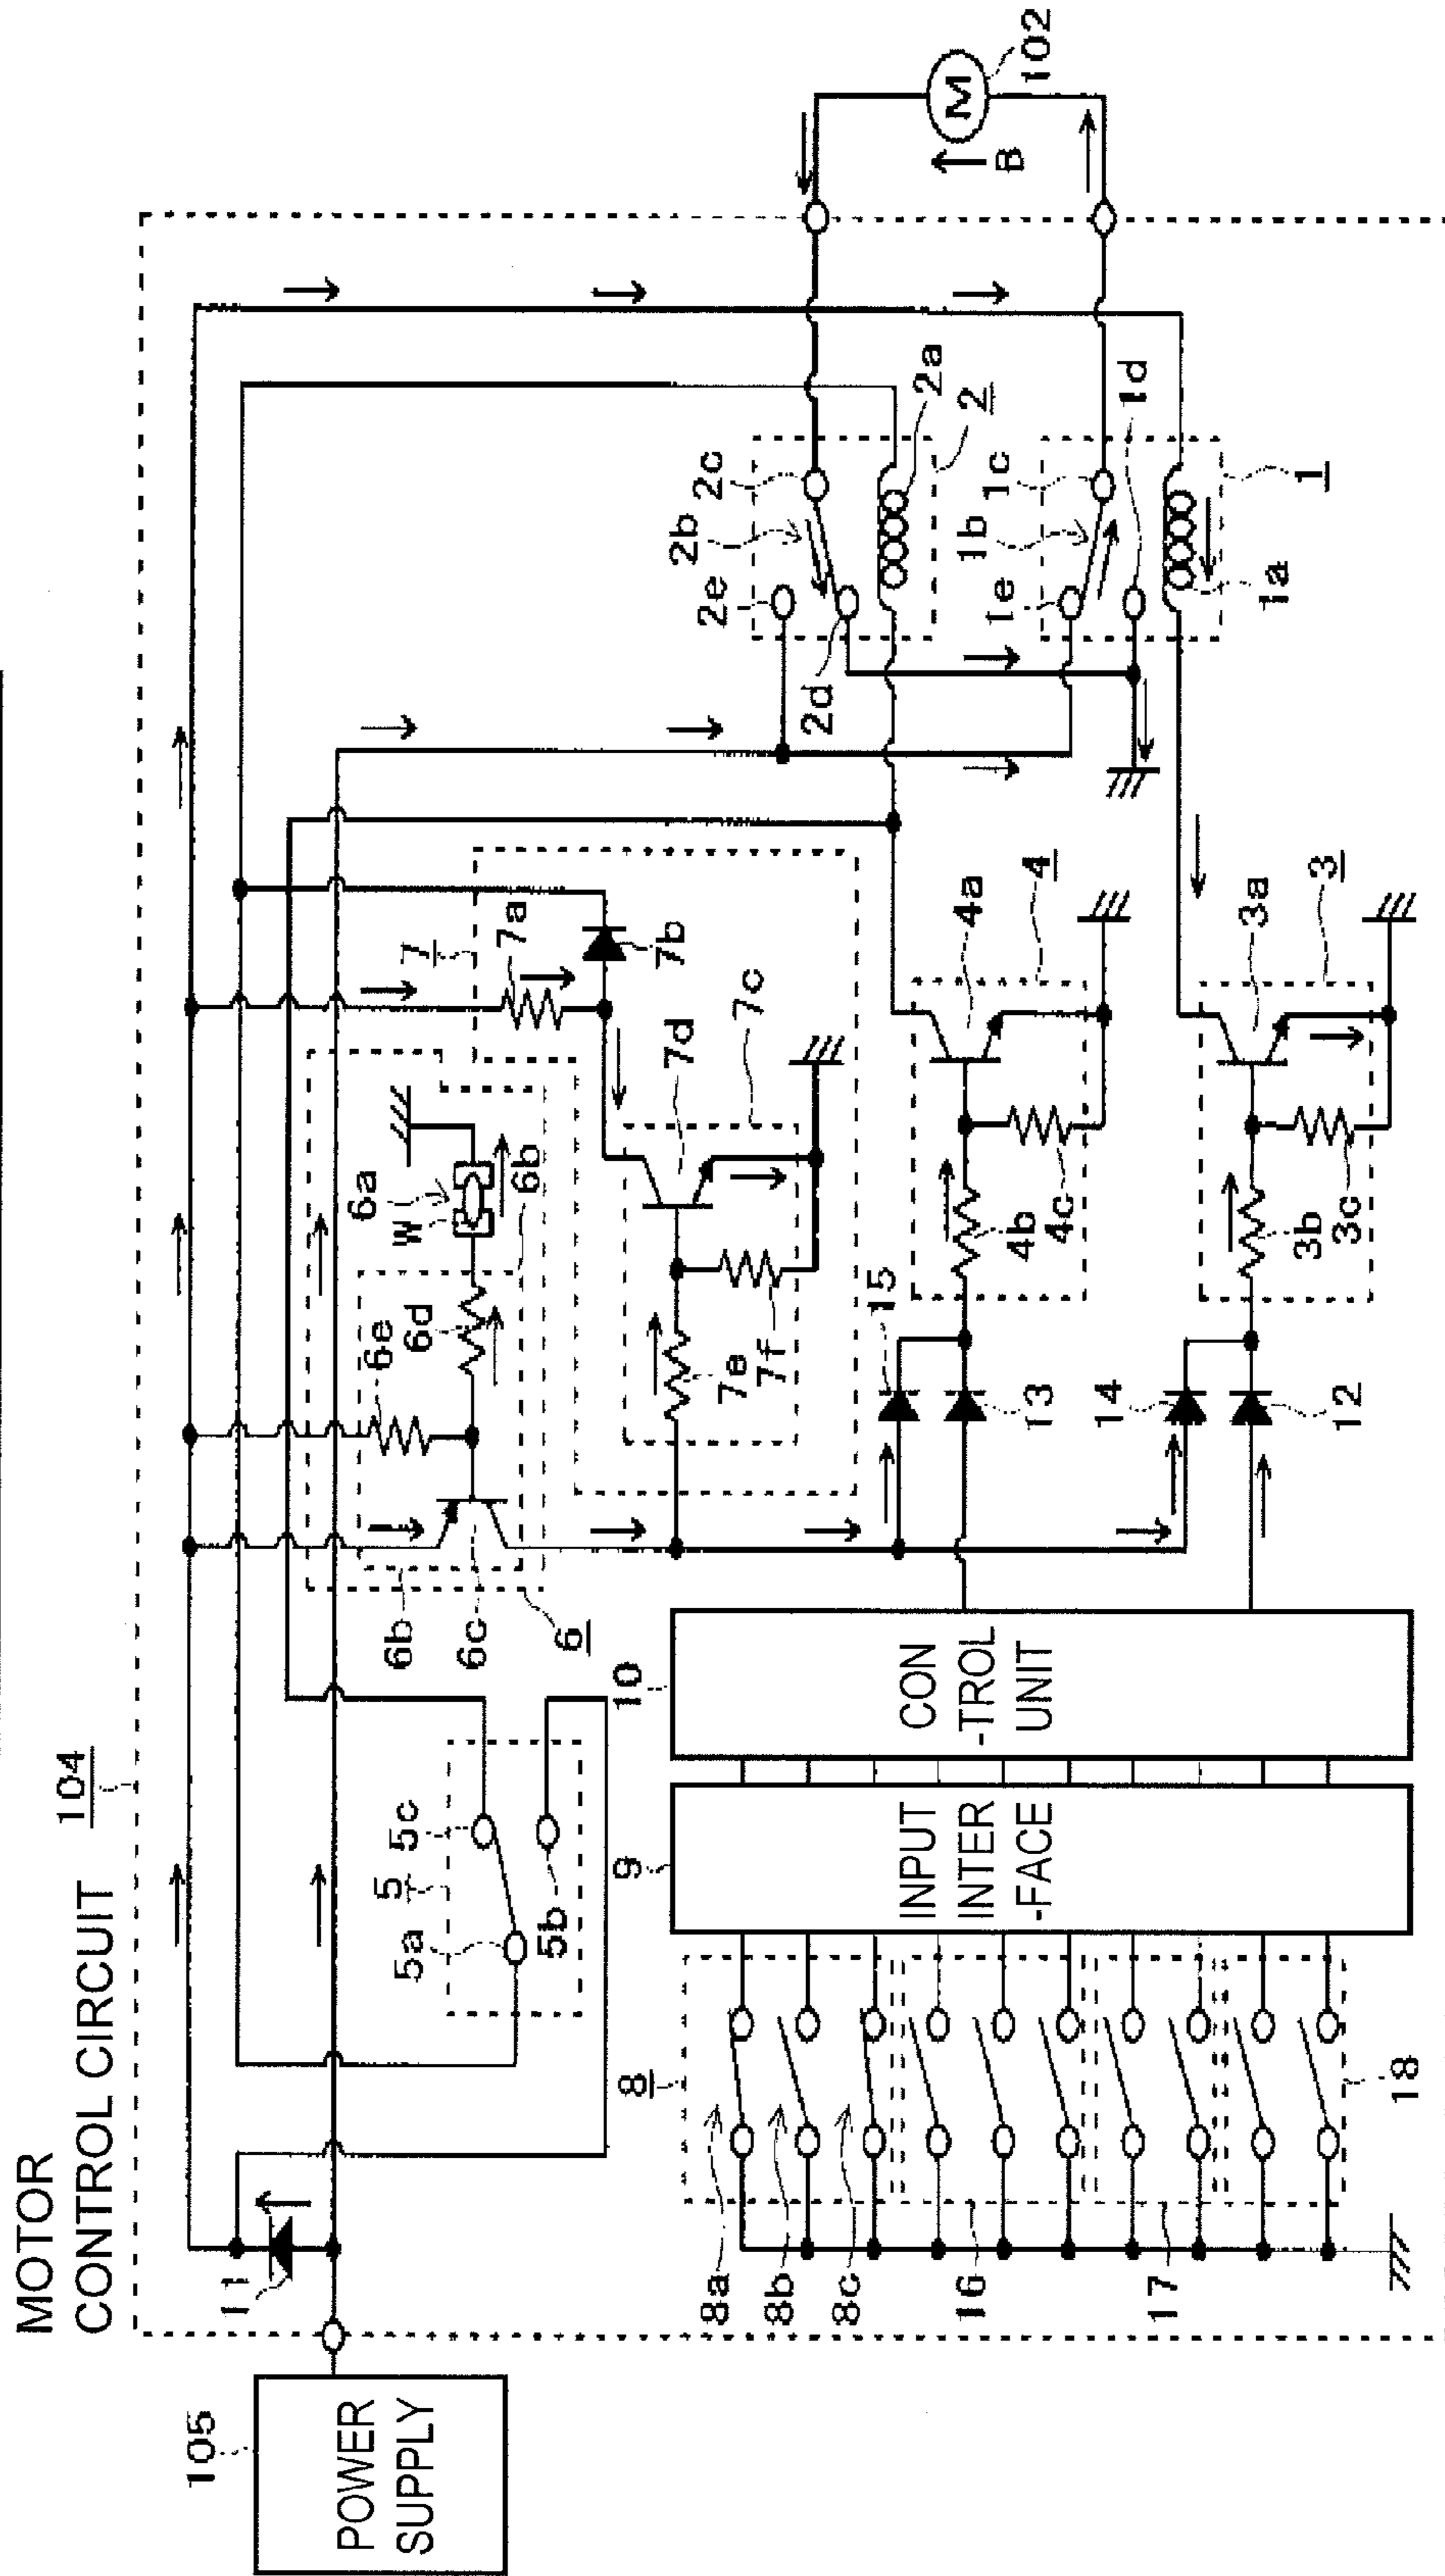 MOTOR
CONTROL CIRCUIT 104
105
POWER
SUPPLY
11
5
5a
5c
5b
6b
6c
6
6e
6d
6a
W
6b
7
7a
7b
7c
7d
7e
7f
8
8a
8b
8c
16
17
18
9
INPUT
INTER
-FACE
10
CON
-TROL
UNIT
15
13
14
12
4
4a
4b
4c
3
3a
3b
3c
2b
2c
2e
2d
2a
2
1b
1c
1e
1d
1a
1
M
102
B